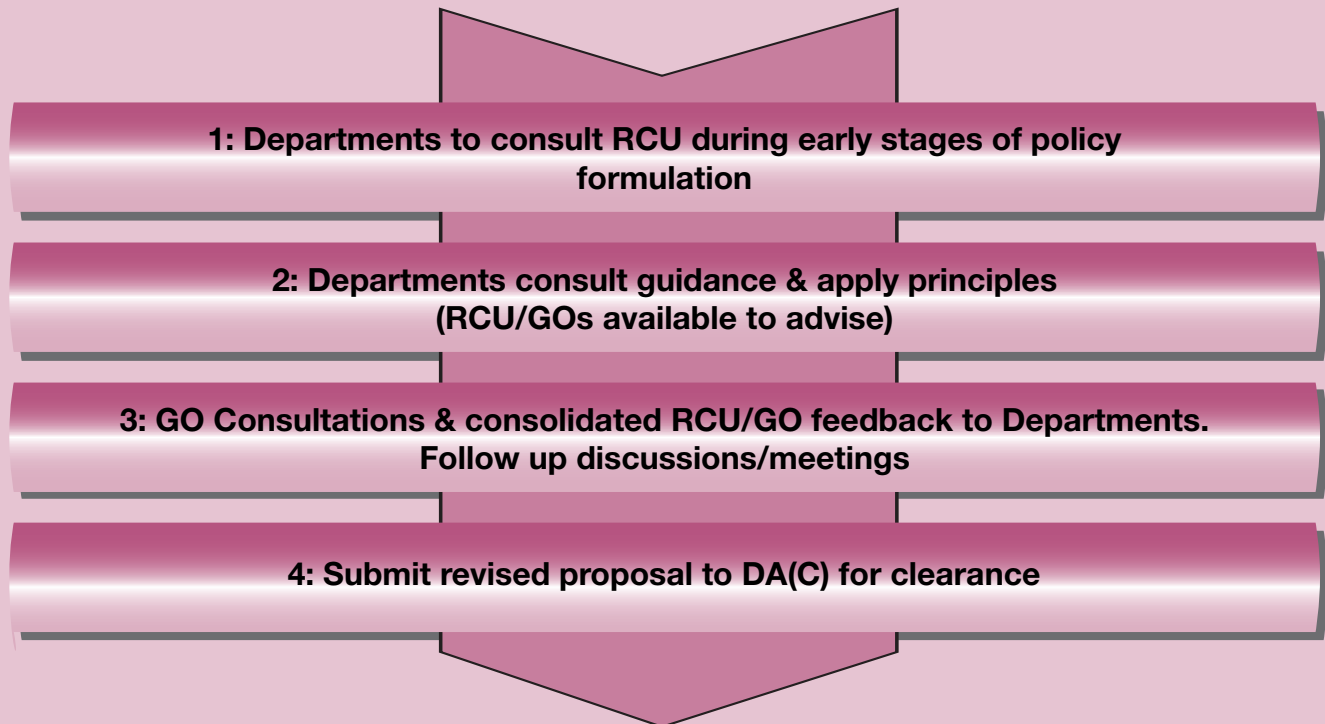 1: Departments to consult RCU during early stages of policy
formulation
2: Departments consult guidance & apply principles
(RCU/GOs available to advise)
3: GO Consultations & consolidated RCU/GO feedback to Departments.
Follow up discussions/meetings
4: Submit revised proposal to DA(C) for clearance